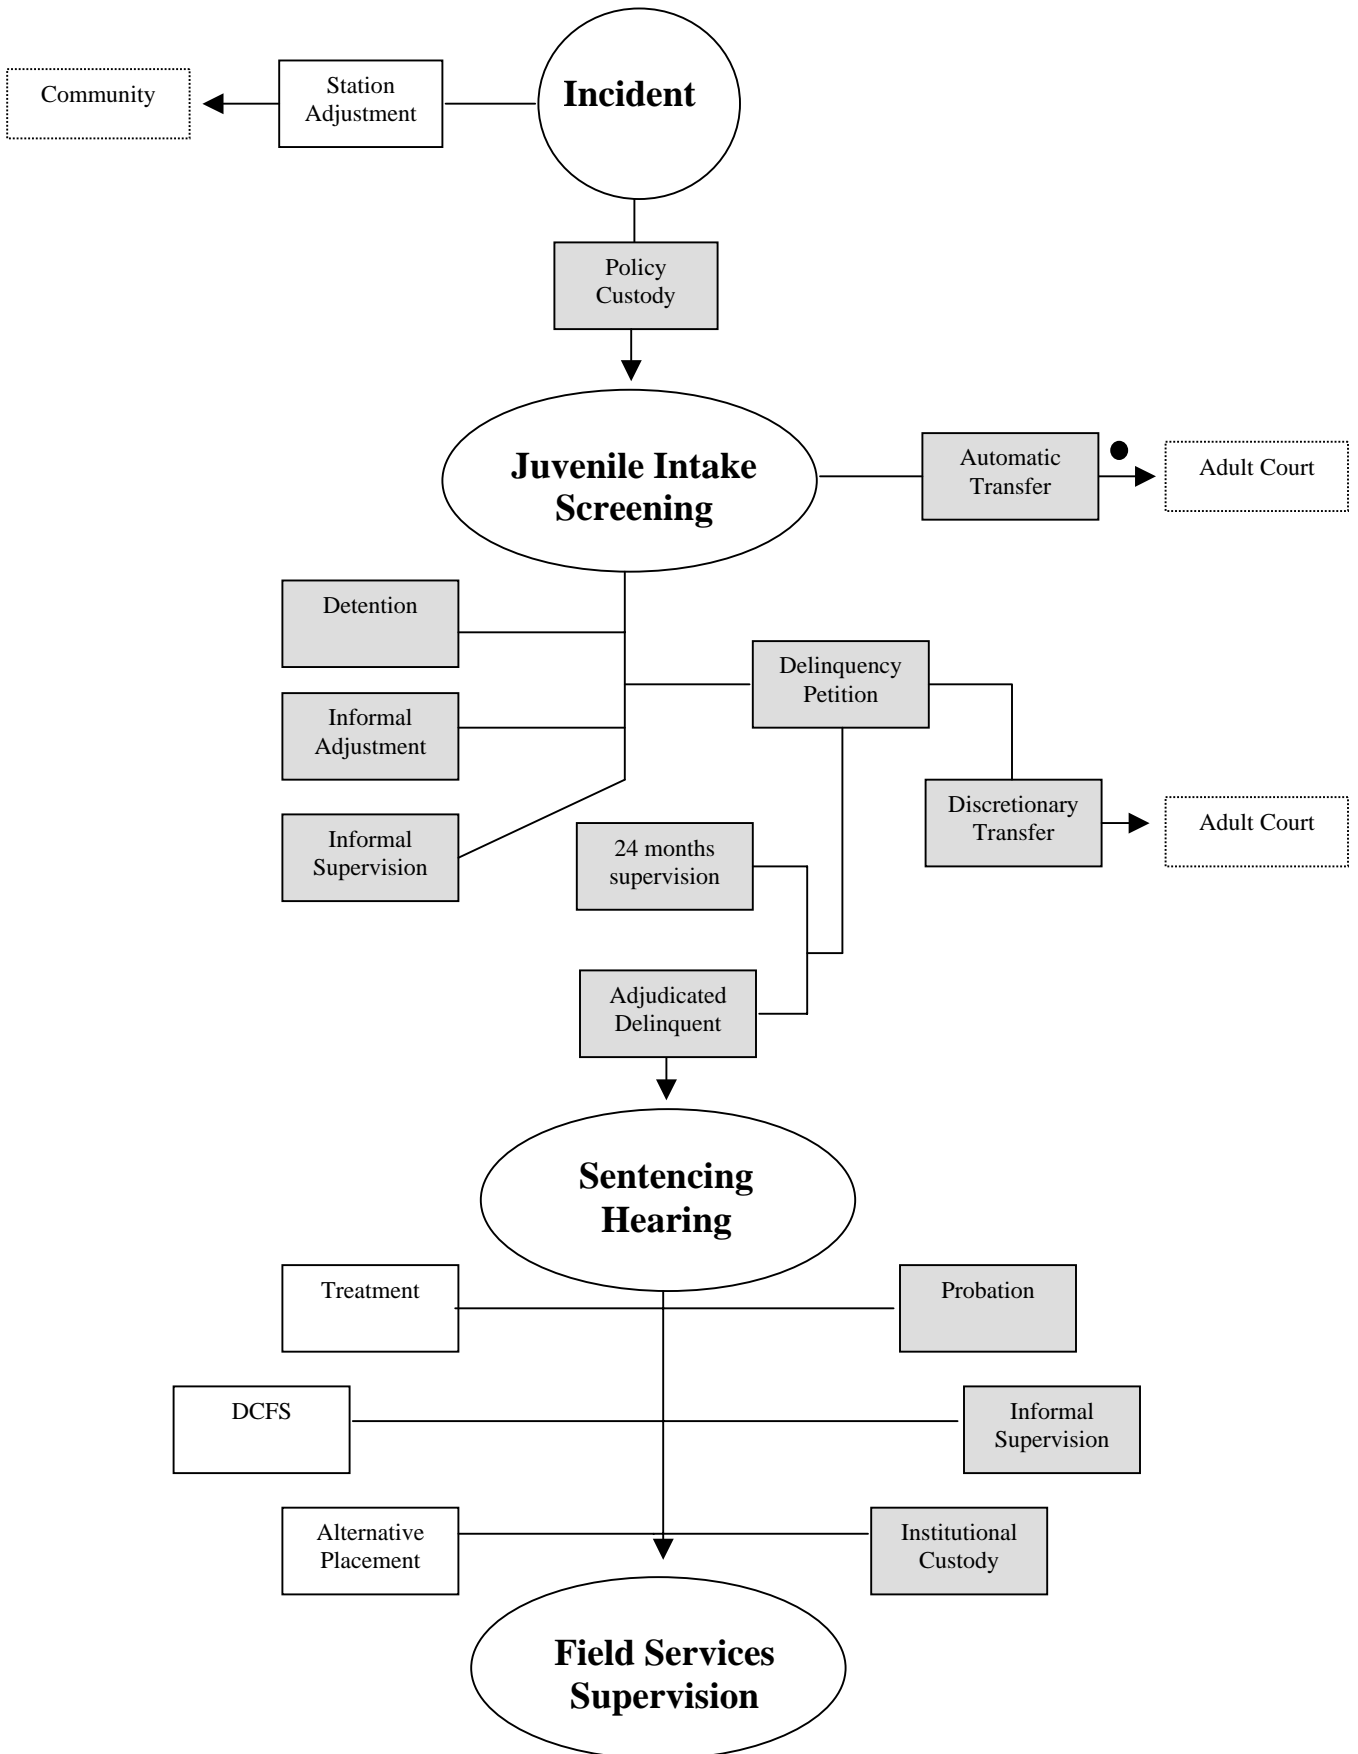 Incident
Community
Station
Adjustment
Policy
Custody
Juvenile Intake
Screening
Automatic
Transfer
Adult Court
Detention
Delinquency
Petition
Informal
Adjustment
Discretionary
Transfer
Adult Court
Informal
Supervision
24 months
supervision
Adjudicated
Delinquent
Sentencing
Hearing
Treatment
Probation
DCFS
Informal
Supervision
Alternative
Placement
Institutional
Custody
Field Services
Supervision